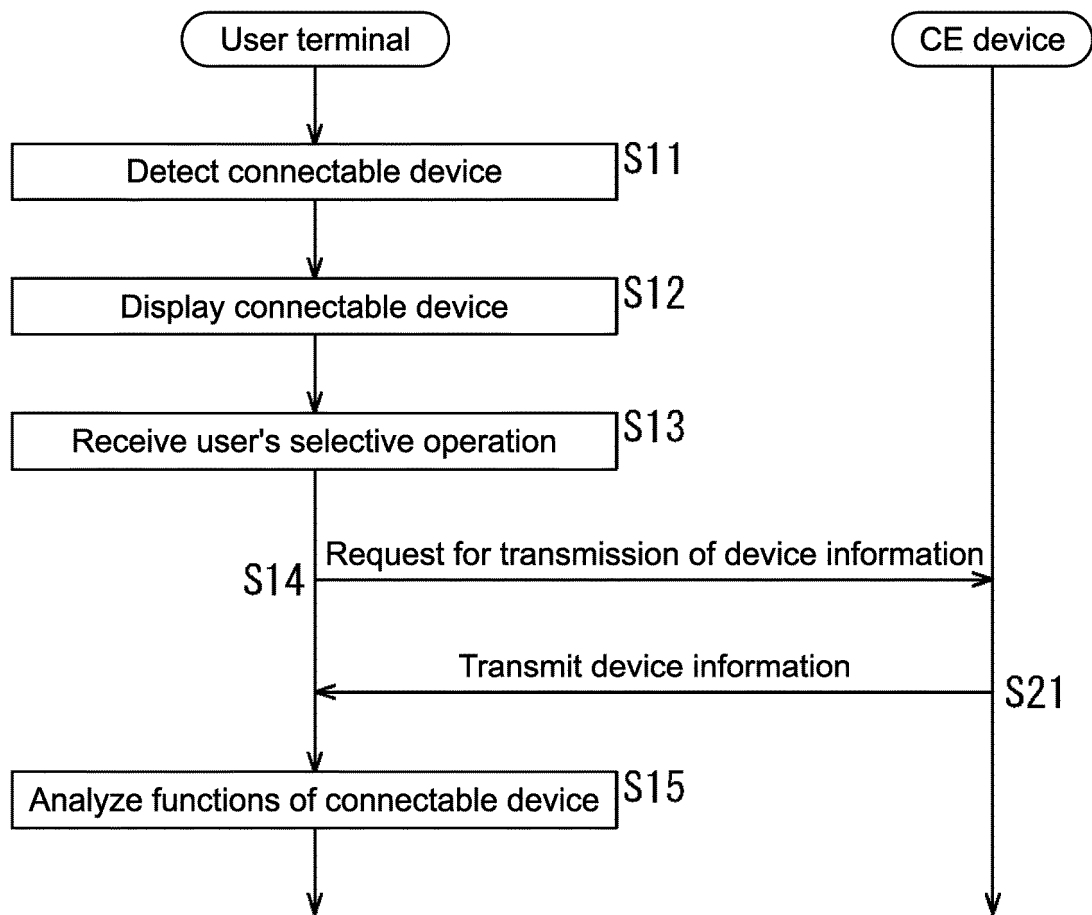 User terminal
CE device
Detect connectable device
S11
Display connectable device
S12
Receive user's selective operation
S13
Request for transmission of device information
S14
Transmit device information
S21
Analyze functions of connectable device
S15